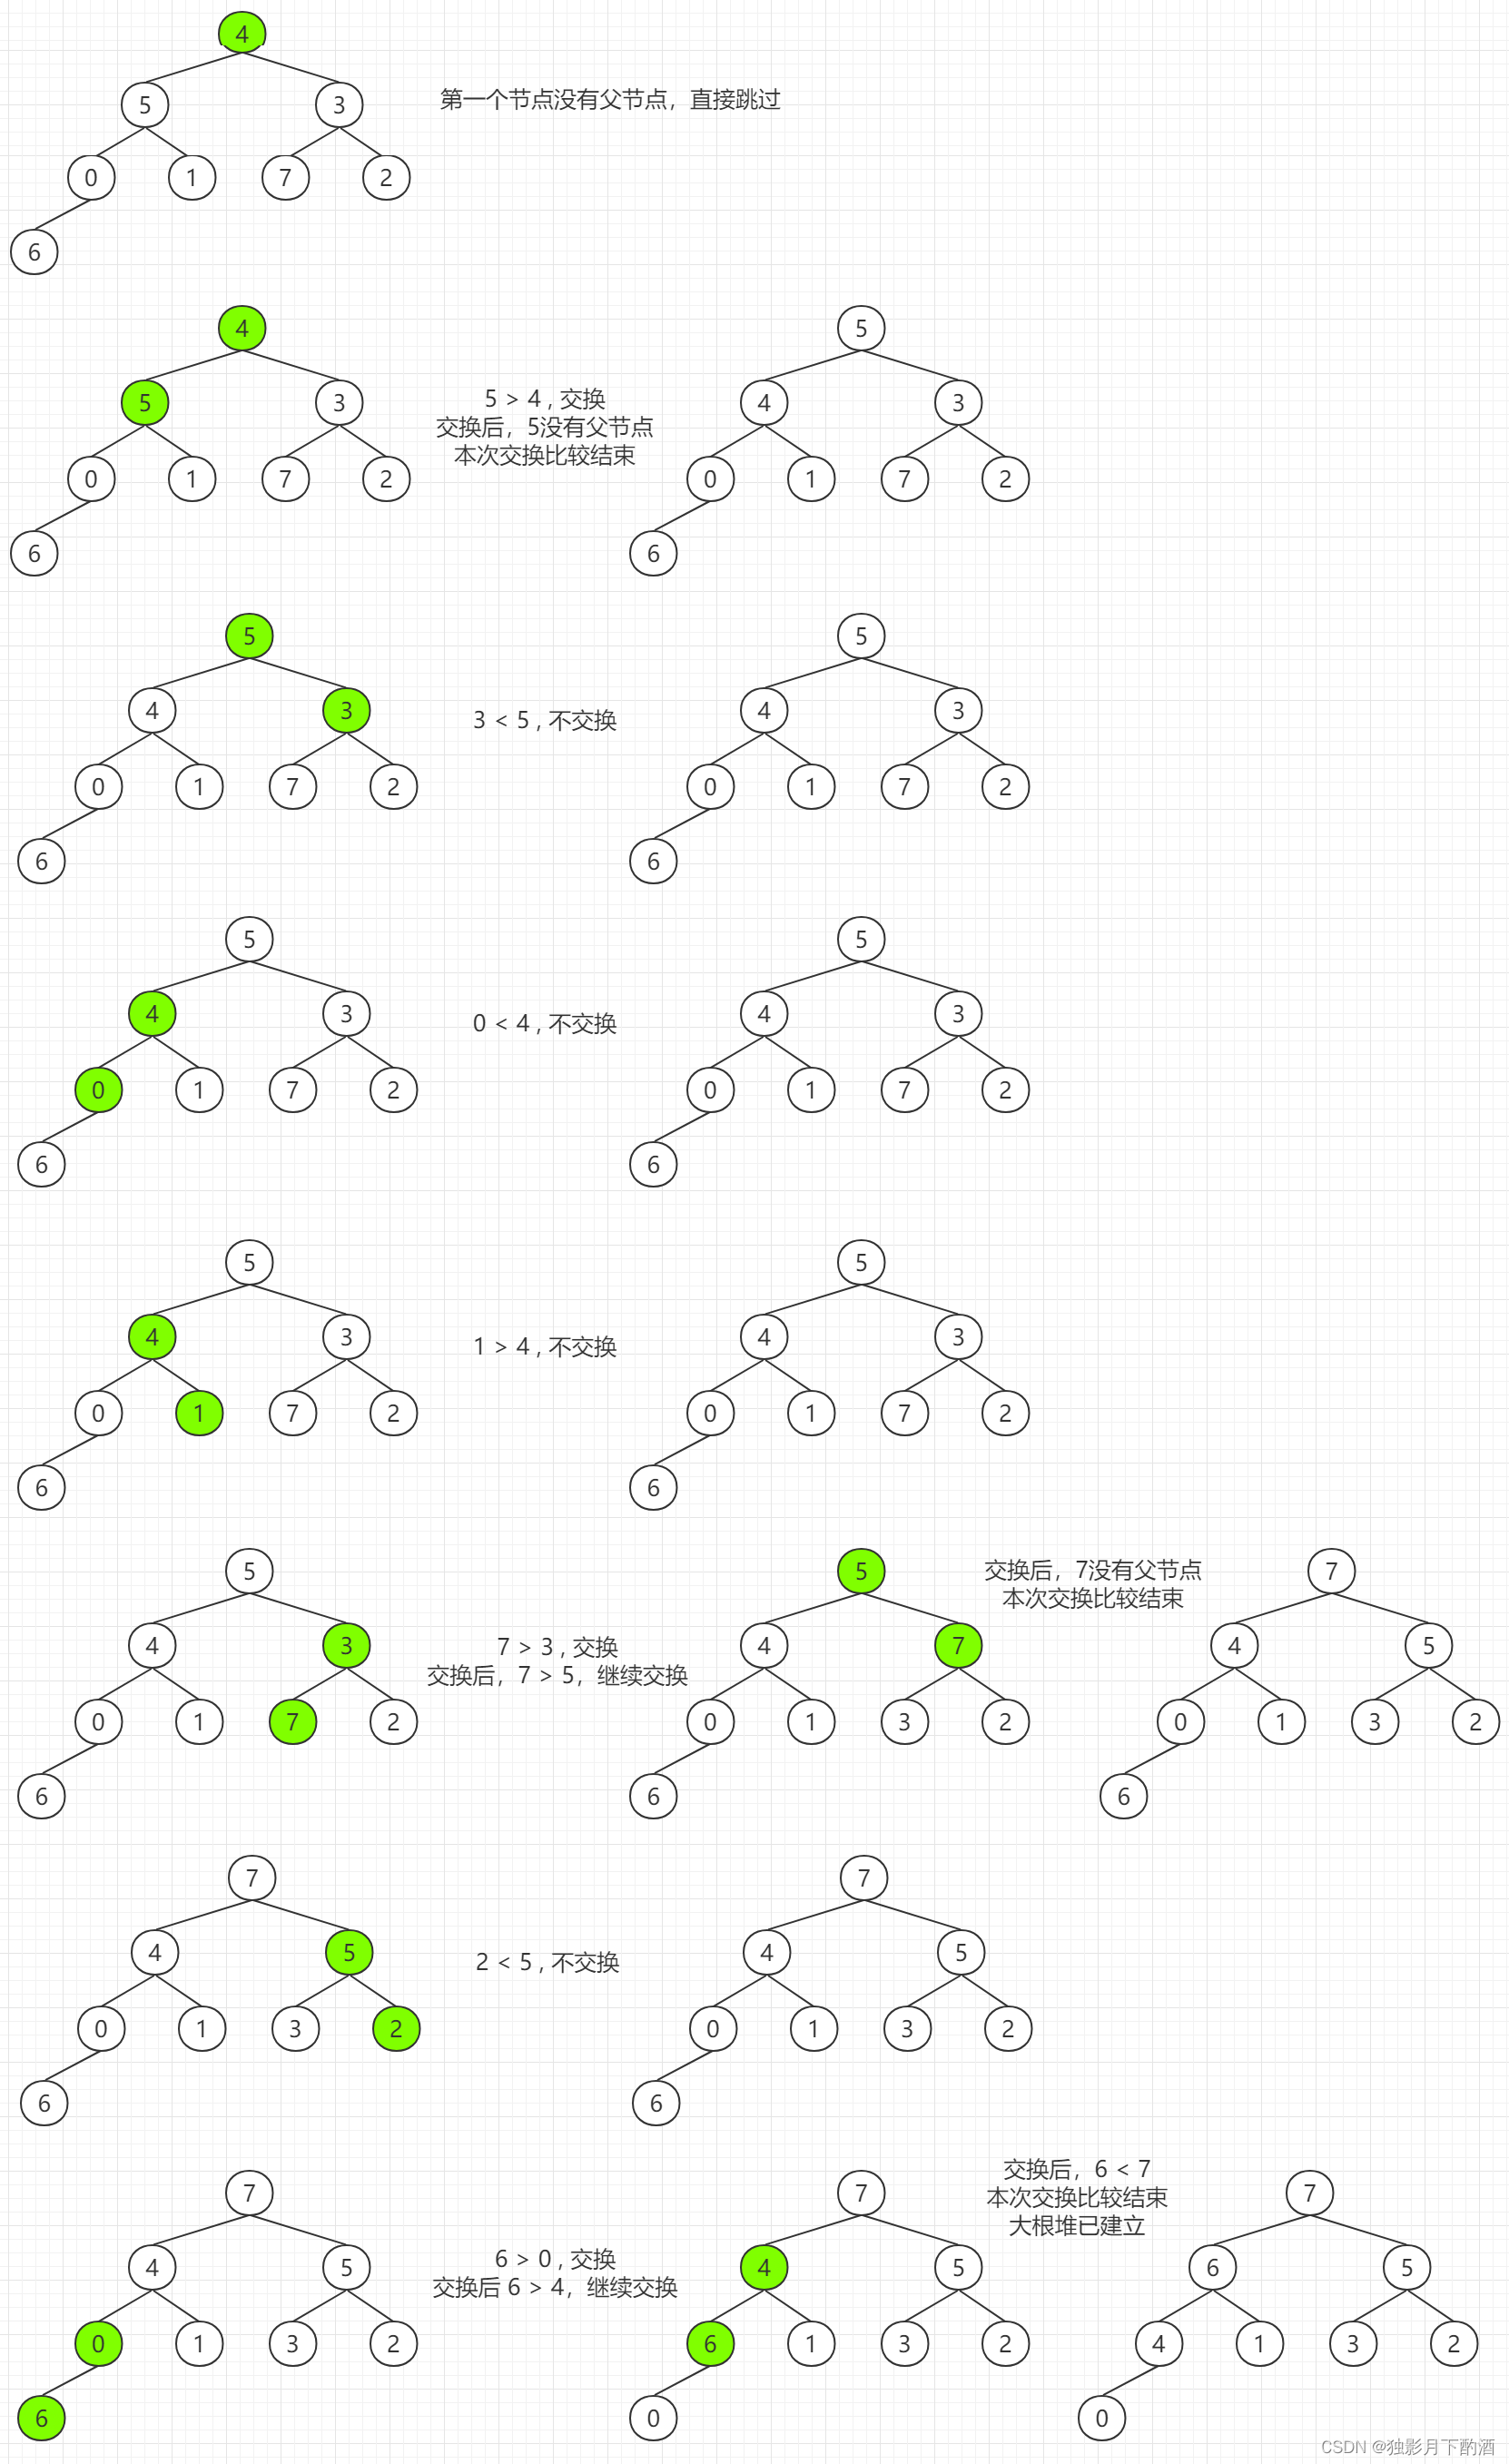 4
5 3
第一个节点没有父节点，直接跳过
0 1 7 2
6
4
5 3
0 1 7 2
6
5 > 4 , 交换
交换后，5没有父节点
本次交换比较结束
5
4 3
0 1 7 2
6
5
4 3
0 1 7 2
6
3 < 5 , 不交换
5
4 3
0 1 7 2
6
5
4 3
0 1 7 2
6
0 < 4 , 不交换
5
4 3
0 1 7 2
6
5
4 3
0 1 7 2
6
1 > 4 , 不交换
5
4 3
0 1 7 2
6
5
4 3
0 1 7 2
6
7 > 3 , 交换
交换后，7 > 5，继续交换
5
4 7
0 1 3 2
6
交换后，7没有父节点
本次交换比较结束
7
4 5
0 1 3 2
6
7
4 5
0 1 3 2
6
2 < 5 , 不交换
7
4 5
0 1 3 2
6
7
4 5
0 1 3 2
6
6 > 0 , 交换
交换后 6 > 4，继续交换
7
4 5
6 1 3 2
0
交换后，6 < 7
本次交换比较结束
大根堆已建立
7
6 5
4 1 3 2
0
CSDN @独影月下酌酒